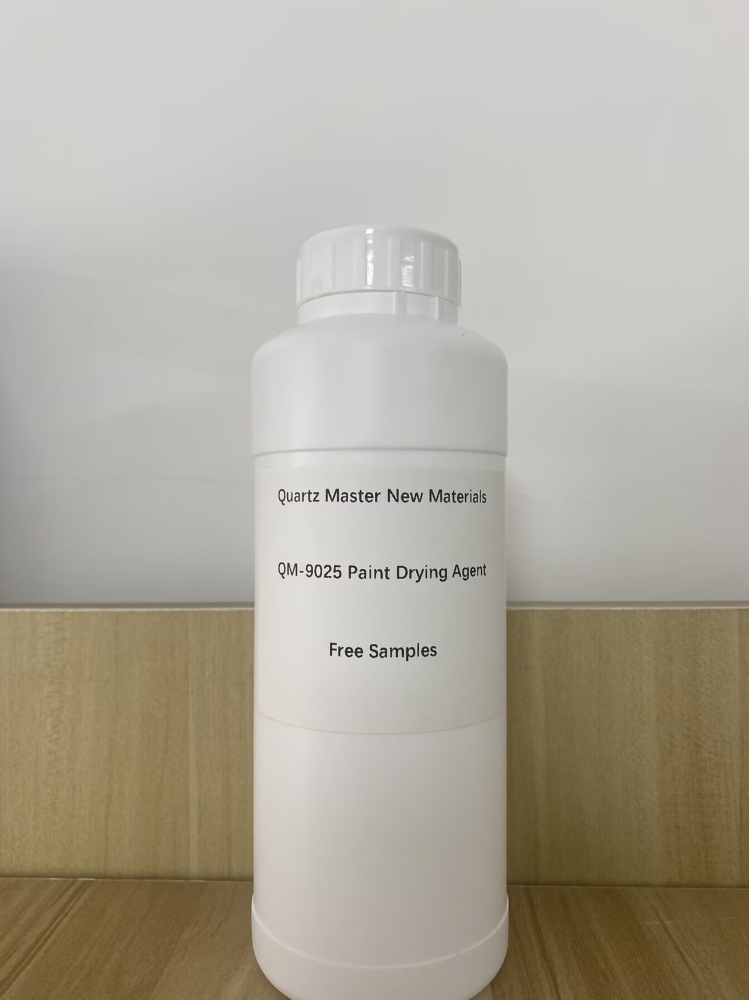 Quartz Master New Materials
QM-9025 Paint Drying Agent
Free Samples